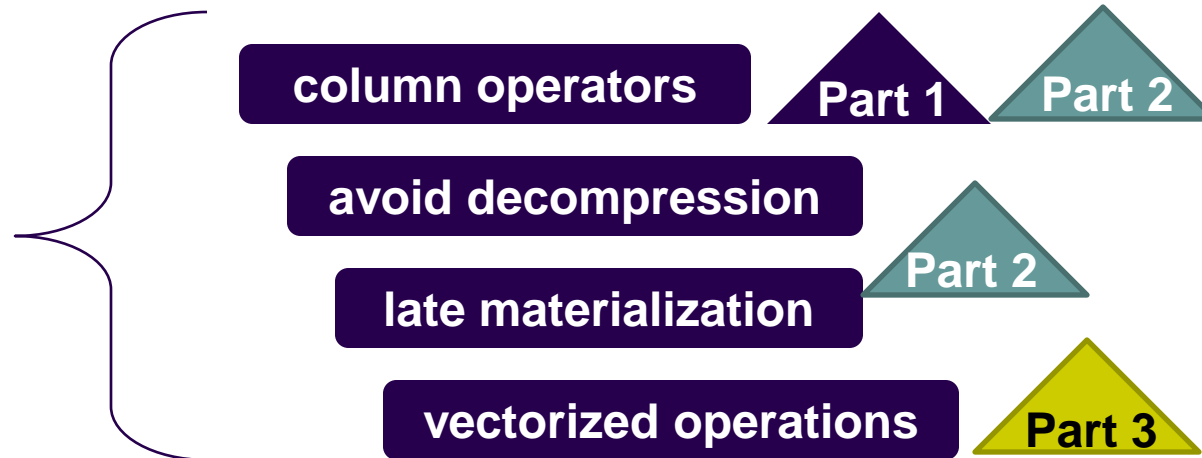 column operators
Part 1
Part 2
avoid decompression
Part 2
late materialization
vectorized operations
Part 3